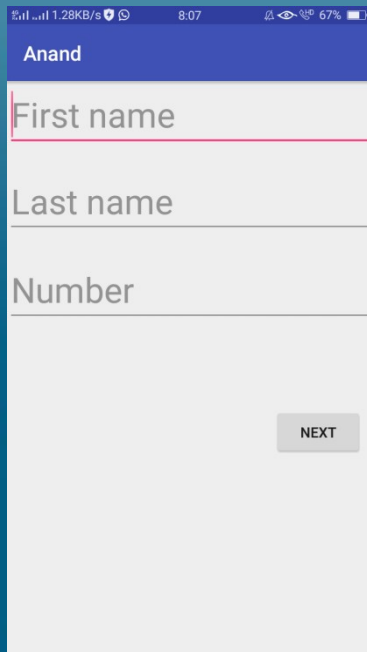 1.28KB/s 8:07 67%
Anand
First name
Last name
Number
NEXT